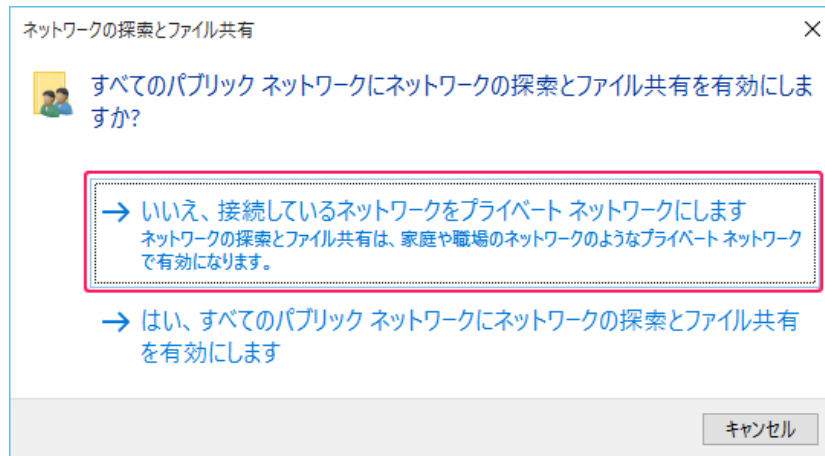 ネットワークの探索とファイル共有
すべてのパブリック ネットワークにネットワークの探索とファイル共有を有効にしま
すか?
いいえ、接続しているネットワークをプライベート ネットワークにします
ネットワークの探索とファイル共有は、家庭や職場のネットワークのようなプライベート ネットワーク
で有効になります。
はい、すべてのパブリック ネットワークにネットワークの探索とファイル共有
を有効にします
キャンセル